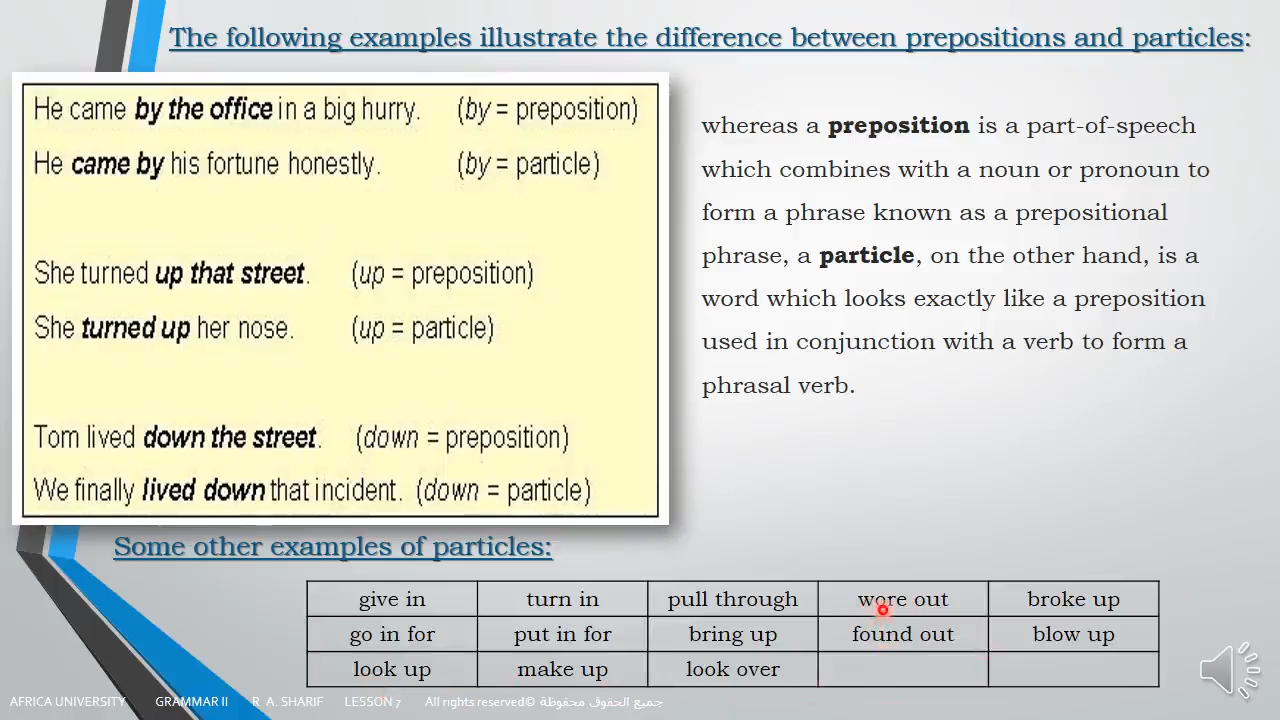 The following examples illustrate the difference between prepositions and particles:
He came by the office in a big hurry. (by = preposition)
He came by his fortune honestly. (by = particle)
She turned up that street. (up = preposition)
She turned up her nose. (up = particle)
Tom lived down the street. (down = preposition)
We finally lived down that incident. (down = particle)
whereas a preposition is a part-of-speech
which combines with a noun or pronoun to
form a phrase known as a prepositional
phrase, a particle, on the other hand, is a
word which looks exactly like a preposition
used in conjunction with a verb to form a
phrasal verb.
Some other examples of particles:
give in turn in pull through wore out broke up
go in for put in for bring up found out blow up
look up make up look over
AFRICA UNIVERSITY GRAMMAR II R. A. SHARIF LESSON 7 All rights reserved© جميع الحقوق محفوظة